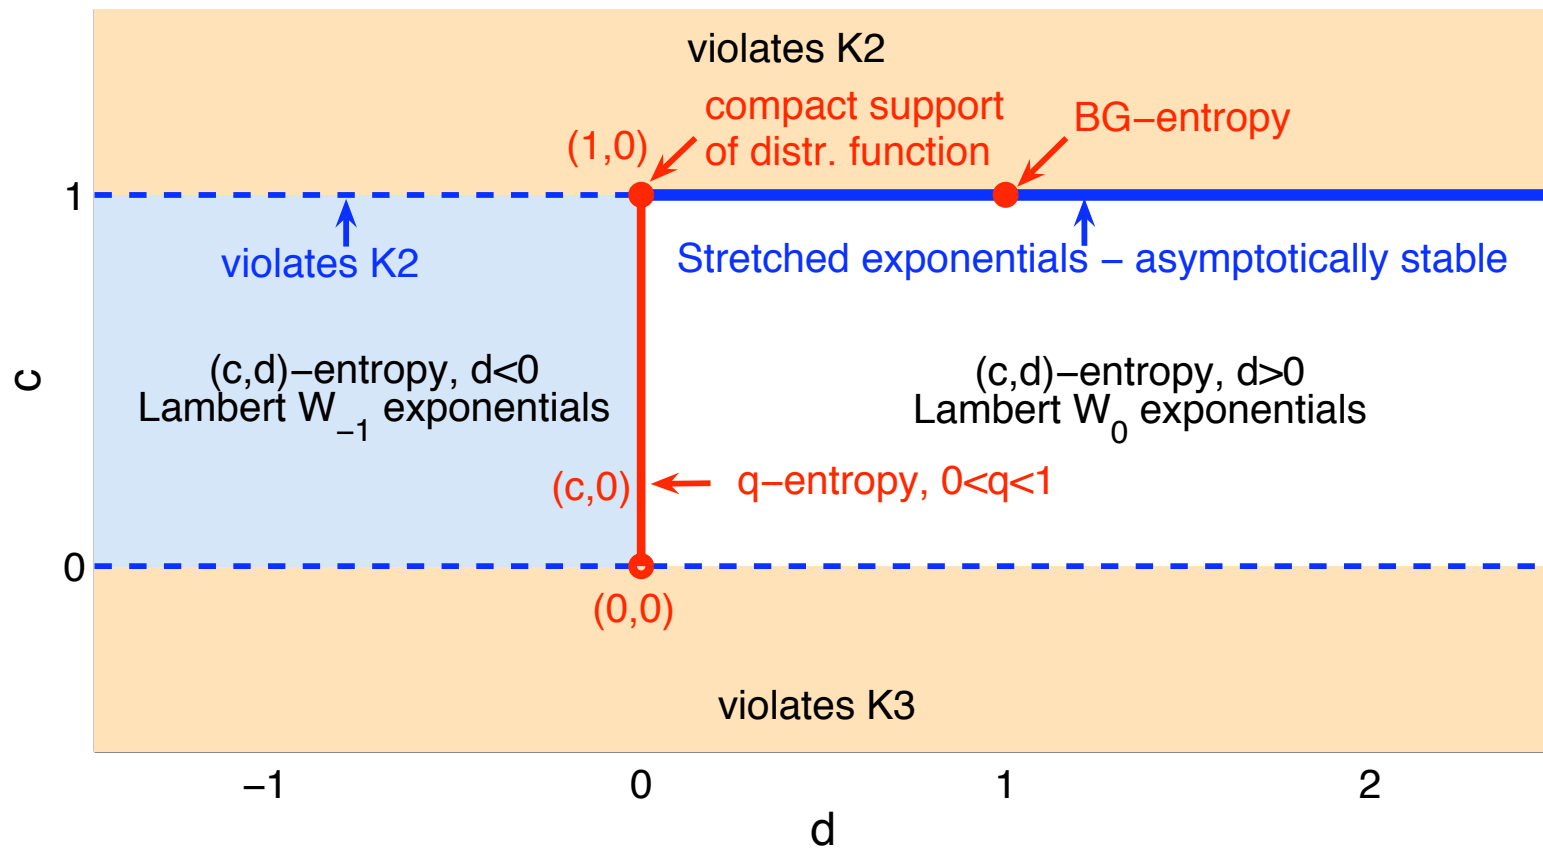 violates K2
compact support
of distr. function
BG−entropy
(1,0)
1
violates K2
Stretched exponentials − asymptotically stable
c
(c,d)−entropy, d<0
Lambert W−1 exponentials
(c,d)−entropy, d>0
Lambert W0 exponentials
(c,0)
q−entropy, 0<q<1
0
(0,0)
violates K3
−1
0
1
2
d